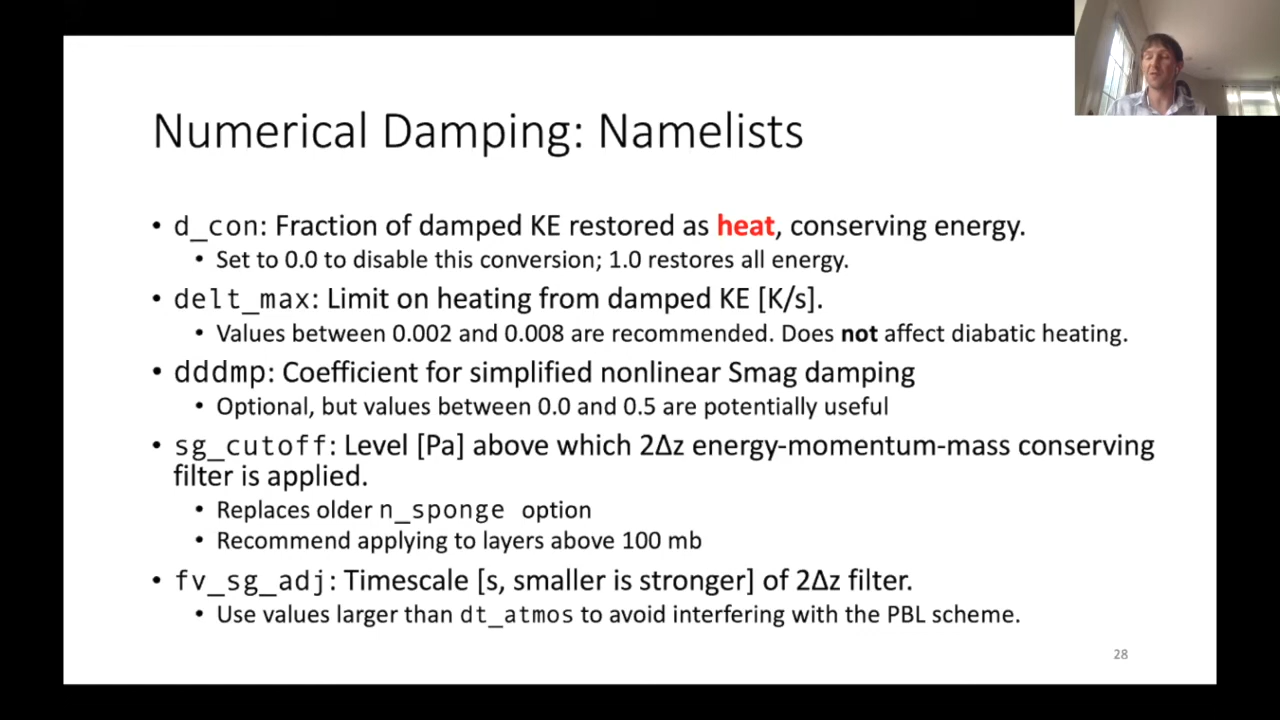 Numerical Damping: Namelists
• d_con: Fraction of damped KE restored as heat, conserving energy.
• Set to 0.0 to disable this conversion; 1.0 restores all energy.
• delt_max: Limit on heating from damped KE [K/s].
• Values between 0.002 and 0.008 are recommended. Does not affect diabatic heating.
• dddmp: Coefficient for simplified nonlinear Smag damping
• Optional, but values between 0.0 and 0.5 are potentially useful
• sg_cutoff: Level [Pa] above which 2Δz energy-momentum-mass conserving
filter is applied.
• Replaces older n_sponge option
• Recommend applying to layers above 100 mb
• fv_sg_adj: Timescale [s, smaller is stronger] of 2Δz filter.
• Use values larger than dt_atmos to avoid interfering with the PBL scheme.
28